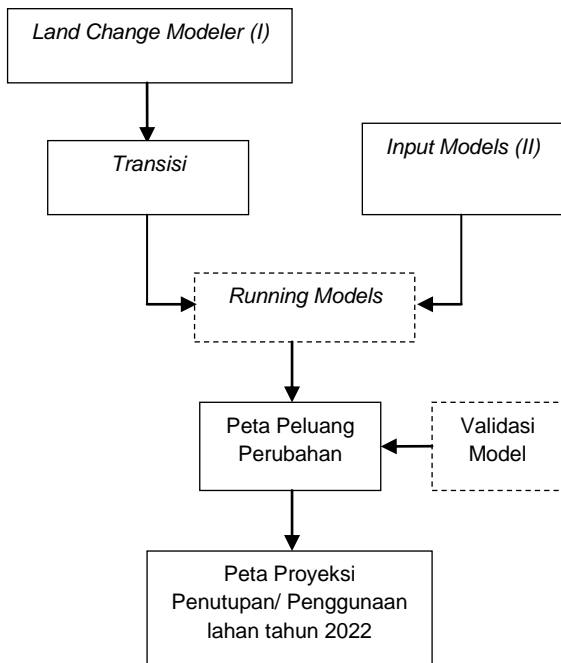 Land Change Modeler (I)
Transisi
Input Models (II)
Running Models
Peta Peluang
Perubahan
Validasi
Model
Peta Proyeksi
Penutupan/ Penggunaan
lahan tahun 2022